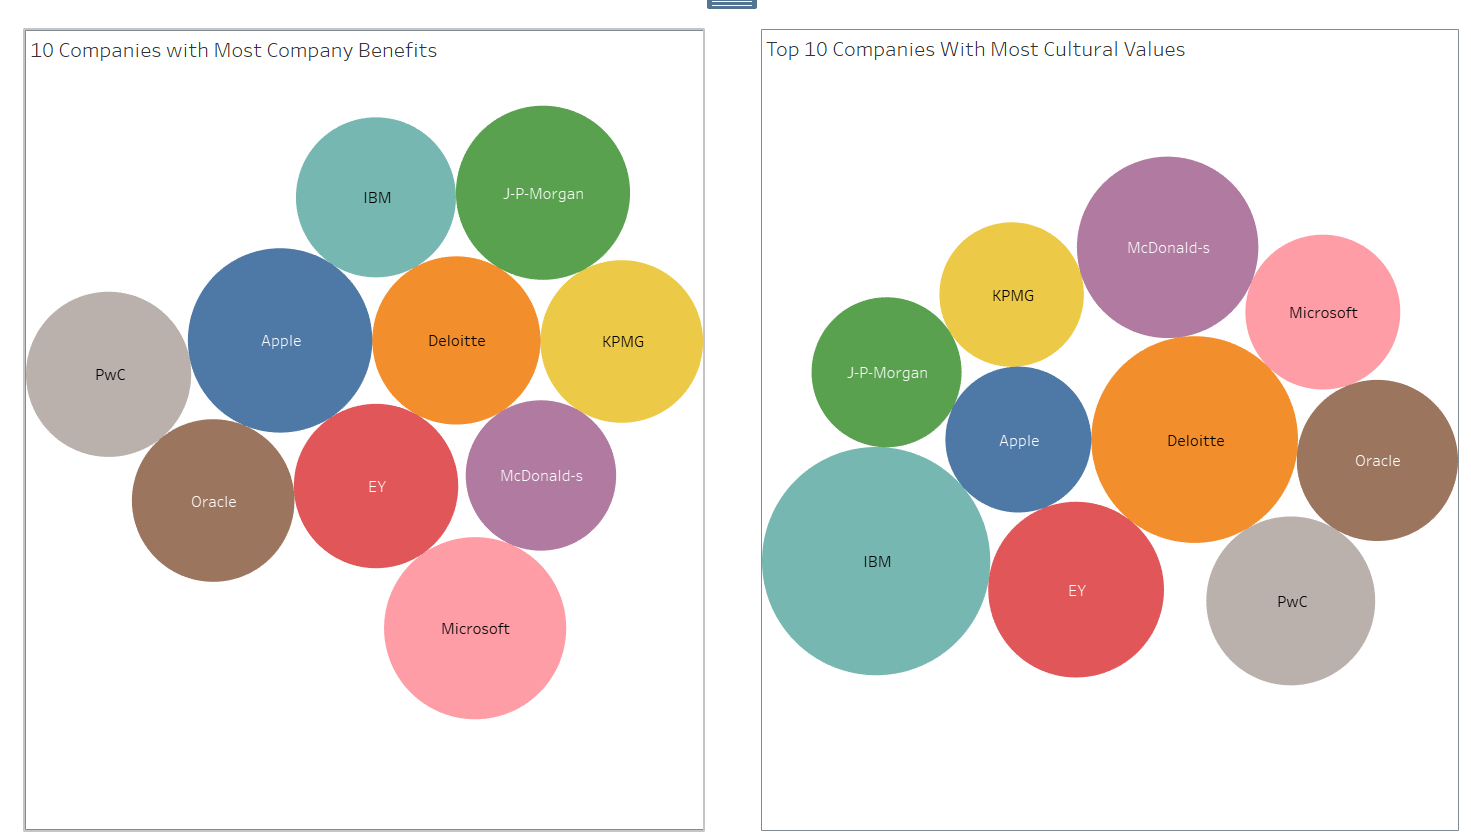 10 Companies with Most Company Benefits
IBM
J-P-Morgan
Apple
Deloitte
KPMG
PwC
Oracle
EY
McDonald-s
Microsoft
Top 10 Companies With Most Cultural Values
McDonald-s
KPMG
Microsoft
J-P-Morgan
Apple
Deloitte
Oracle
IBM
EY
PwC